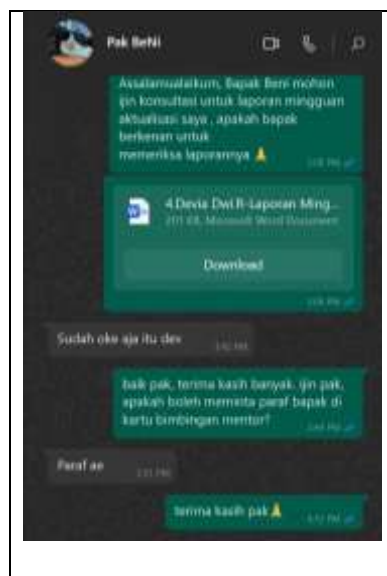 Pak BeNi
Assalamualaikum, Bapak Beni mohon
ijin konsultasi untuk laporan mingguan
aktualisasi saya , apakah bapak
berkenan untuk
memeriksa laporannya 🙏
4.Devia Dwi R-Laporan Ming...
Microsoft Word Document
Download
Sudah oke aja itu dev
baik pak, terima kasih banyak. ijin pak,
apakah boleh meminta paraf bapak di
kartu bimbingan mentor?
Paraf ae
terima kasih pak🙏